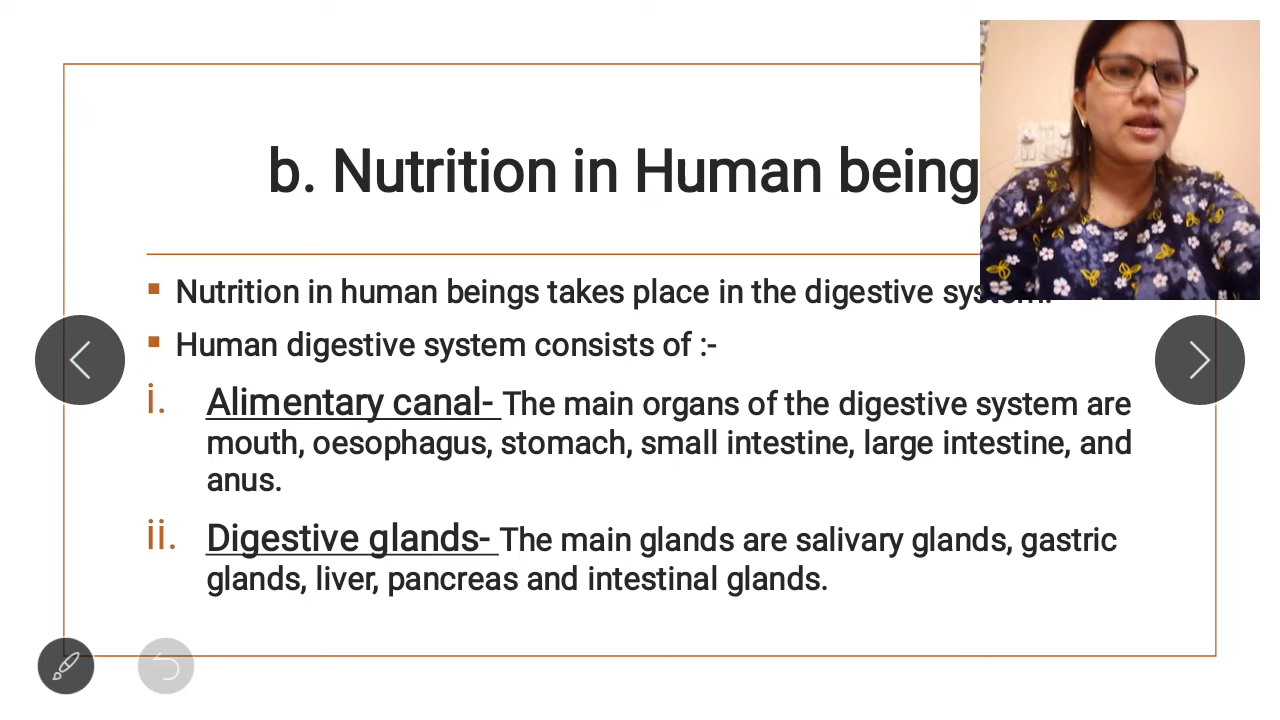 b. Nutrition in Human being
Nutrition in human beings takes place in the digestive system.
Human digestive system consists of :-
i. Alimentary canal- The main organs of the digestive system are
mouth, oesophagus, stomach, small intestine, large intestine, and
anus.
ii. Digestive glands- The main glands are salivary glands, gastric
glands, liver, pancreas and intestinal glands.